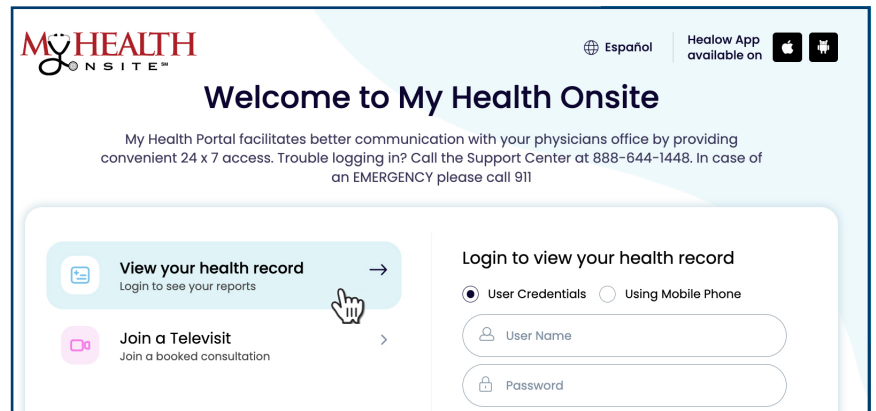 MYHEALTH
ONSITE℠
Español
Healow App
available on
Welcome to My Health Onsite
My Health Portal facilitates better communication with your physicians office by providing
convenient 24 x 7 access. Trouble logging in? Call the Support Center at 888-644-1448. In case of
an EMERGENCY please call 911
View your health record
Login to see your reports
Join a Televisit
Join a booked consultation
Login to view your health record
User Credentials Using Mobile Phone
User Name
Password